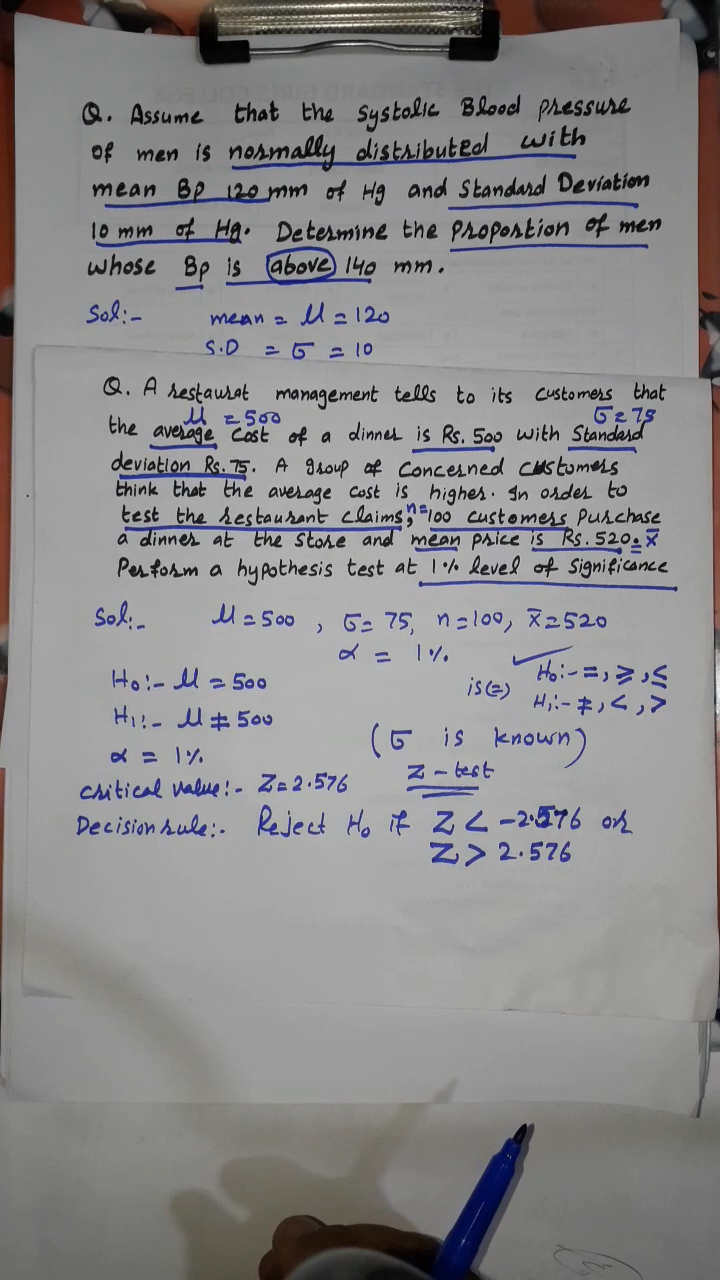 Q. Assume that the Systolic Blood pressure
of men is normally distributed with
mean Bp 120 mm of Hg and Standard Deviation
10 mm of Hg. Determine the proportion of men
whose Bp is above 140 mm.
Sol:- mean = μ = 120
S.D = σ = 10
Q. A restaurat management tells to its customers that
μ = 500 σ = 75
the average cost of a dinner is Rs. 500 with Standard
deviation Rs. 75. A group of concerned customers
think that the average cost is higher. In order to
test the restaurant claims, n= 100 customers purchase
a dinner at the store and mean price is Rs. 520. = x̄
Perform a hypothesis test at 1% level of Significance
Sol:- μ = 500 , σ = 75, n = 100, x̄ = 520
α = 1%
H₀:- μ = 500 is (=) H₀:- =, ≥, ≤
H₁:- μ ≠ 500 H₁:- ≠, <, >
α = 1% (σ is known)
Critical value:- Z = 2.576 Z - test
Decision rule:- Reject H₀ if Z < -2.576 or
Z > 2.576